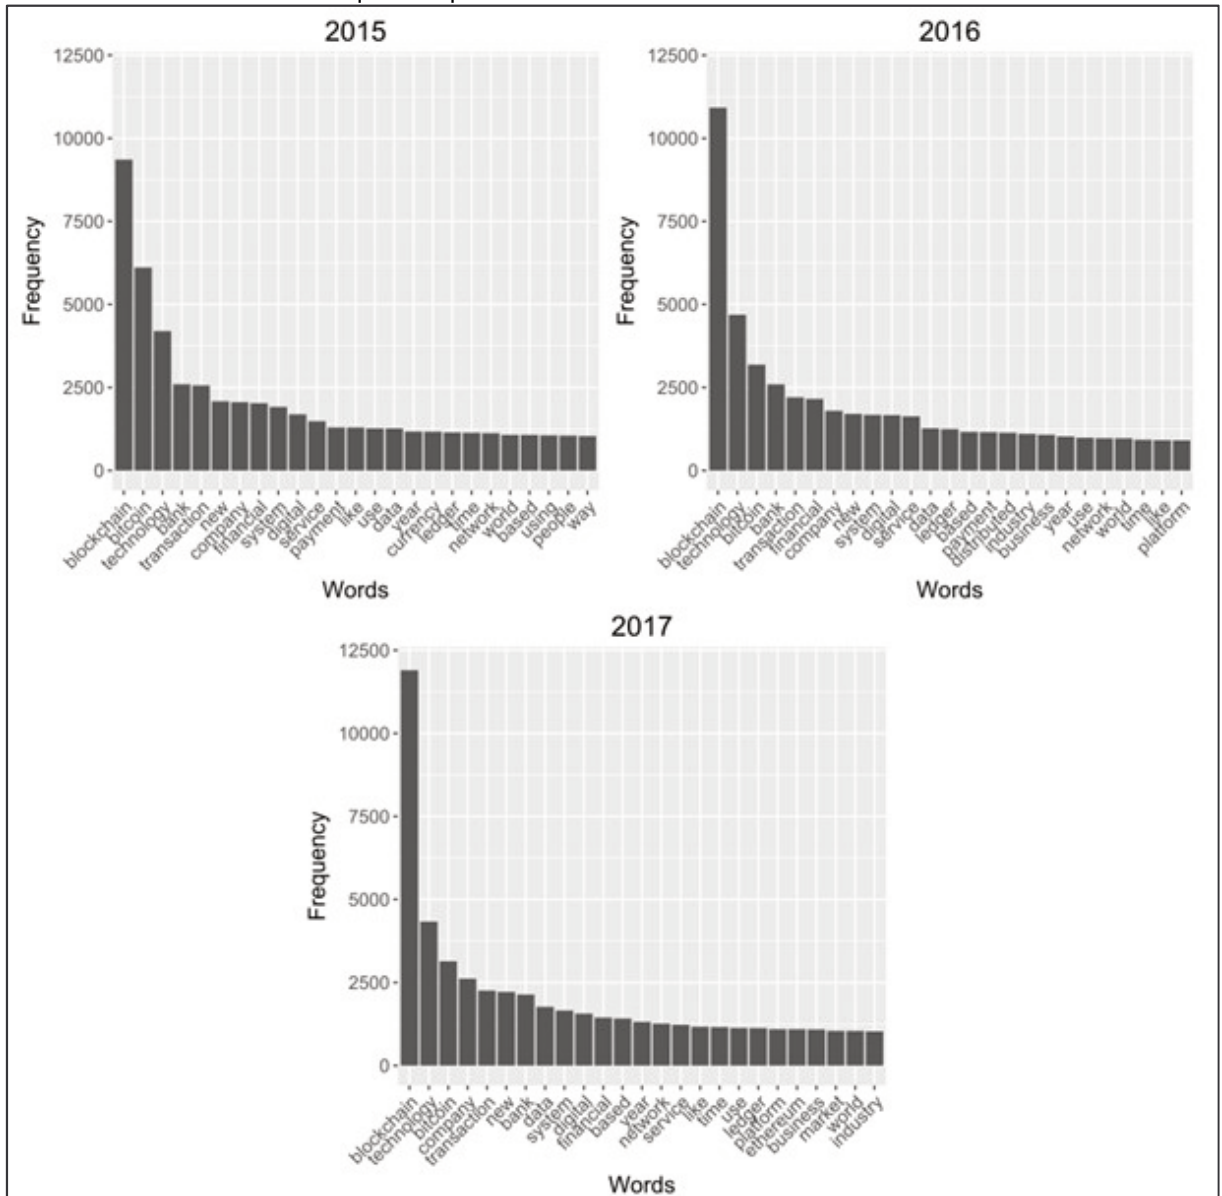 2015
12500
10000
7500
5000
2500
0
Frequency
blockchain
bitcoin
technology
bank
transaction
new
company
financial
system
digital
service
payment
like
use
data
year
currency
ledger
time
network
world
based
using
people
way
Words
2016
12500
10000
7500
5000
2500
0
Frequency
blockchain
technology
bitcoin
bank
transaction
financial
company
new
system
digital
service
data
ledger
based
payment
distributed
industry
business
year
use
network
world
time
like
platform
Words
2017
12500
10000
7500
5000
2500
0
Frequency
blockchain
technology
bitcoin
company
transaction
new
bank
data
system
digital
financial
based
year
network
service
like
time
use
ledger
platform
ethereum
business
market
world
industry
Words